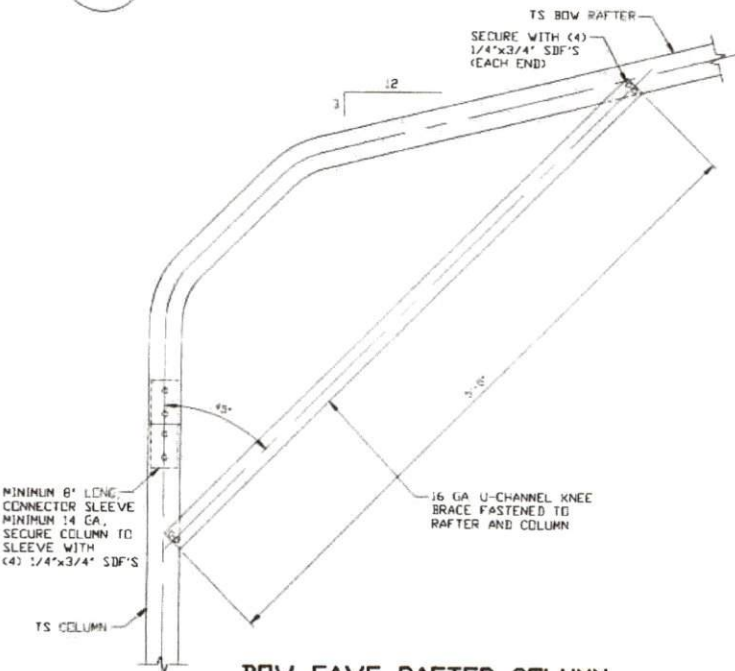 TS BOW RAFTER
SECURE WITH (4)
1/4"x3/4" SDF'S
(EACH END)
12
3
45°
MINIMUM 8" LONG,
CONNECTOR SLEEVE
MINIMUM 14 GA,
SECURE COLUMN TO
SLEEVE WITH
(4) 1/4"x3/4" SDF'S
16 GA U-CHANNEL KNEE
BRACE FASTENED TO
RAFTER AND COLUMN
TS COLUMN
BOW EAVE RAFTER COLUMN